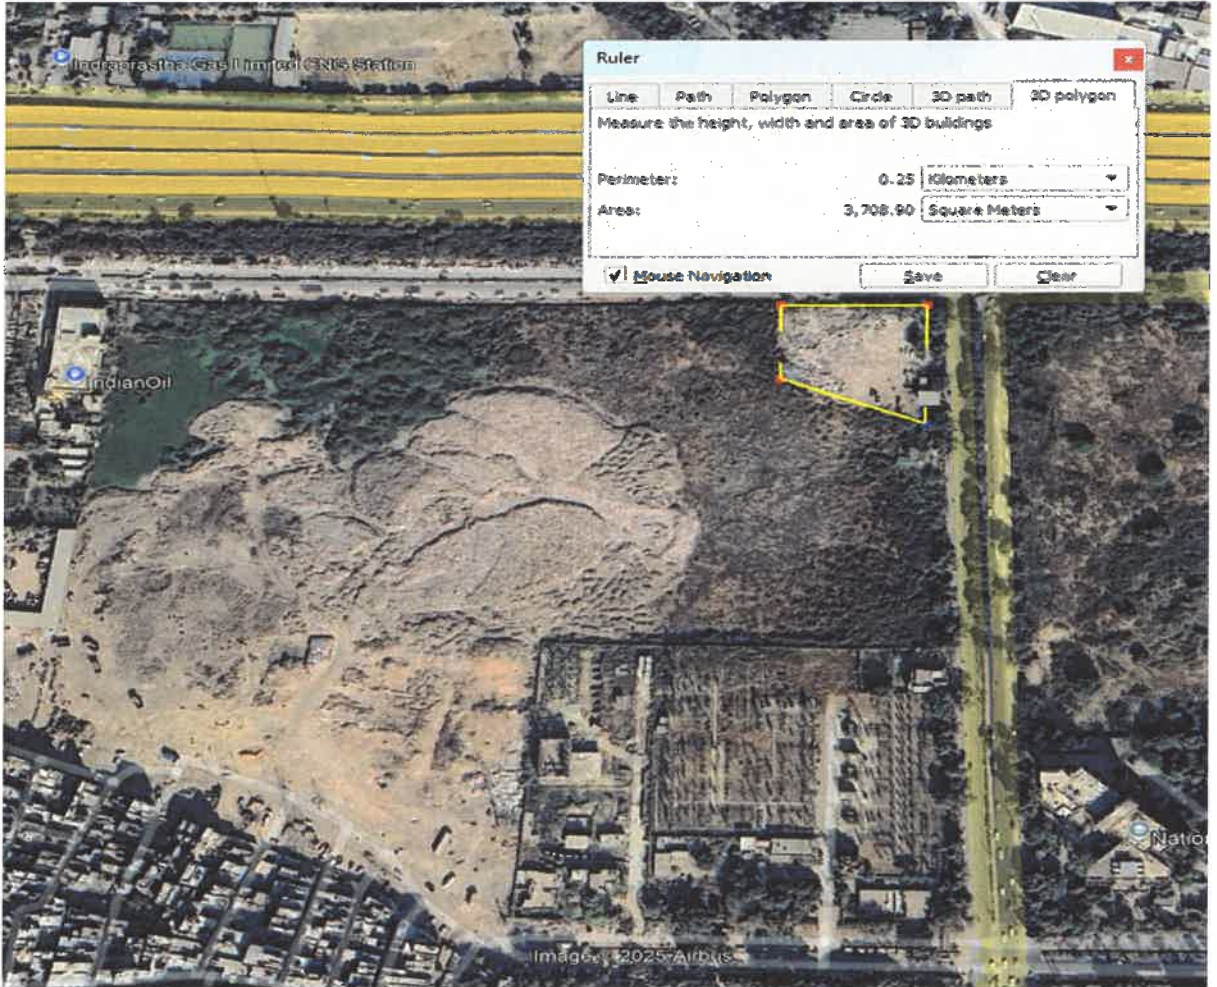 Indraprastha Gas Limited CNG Station
Ruler
Line Path Polygon Circle 3D path 3D polygon
Measure the height, width and area of 3D buildings
Perimeter: 0.25 Kilometers
Area: 3,708.90 Square Meters
Mouse Navigation Save Clear
IndianOil
Natio
Image © 2025 Airbus